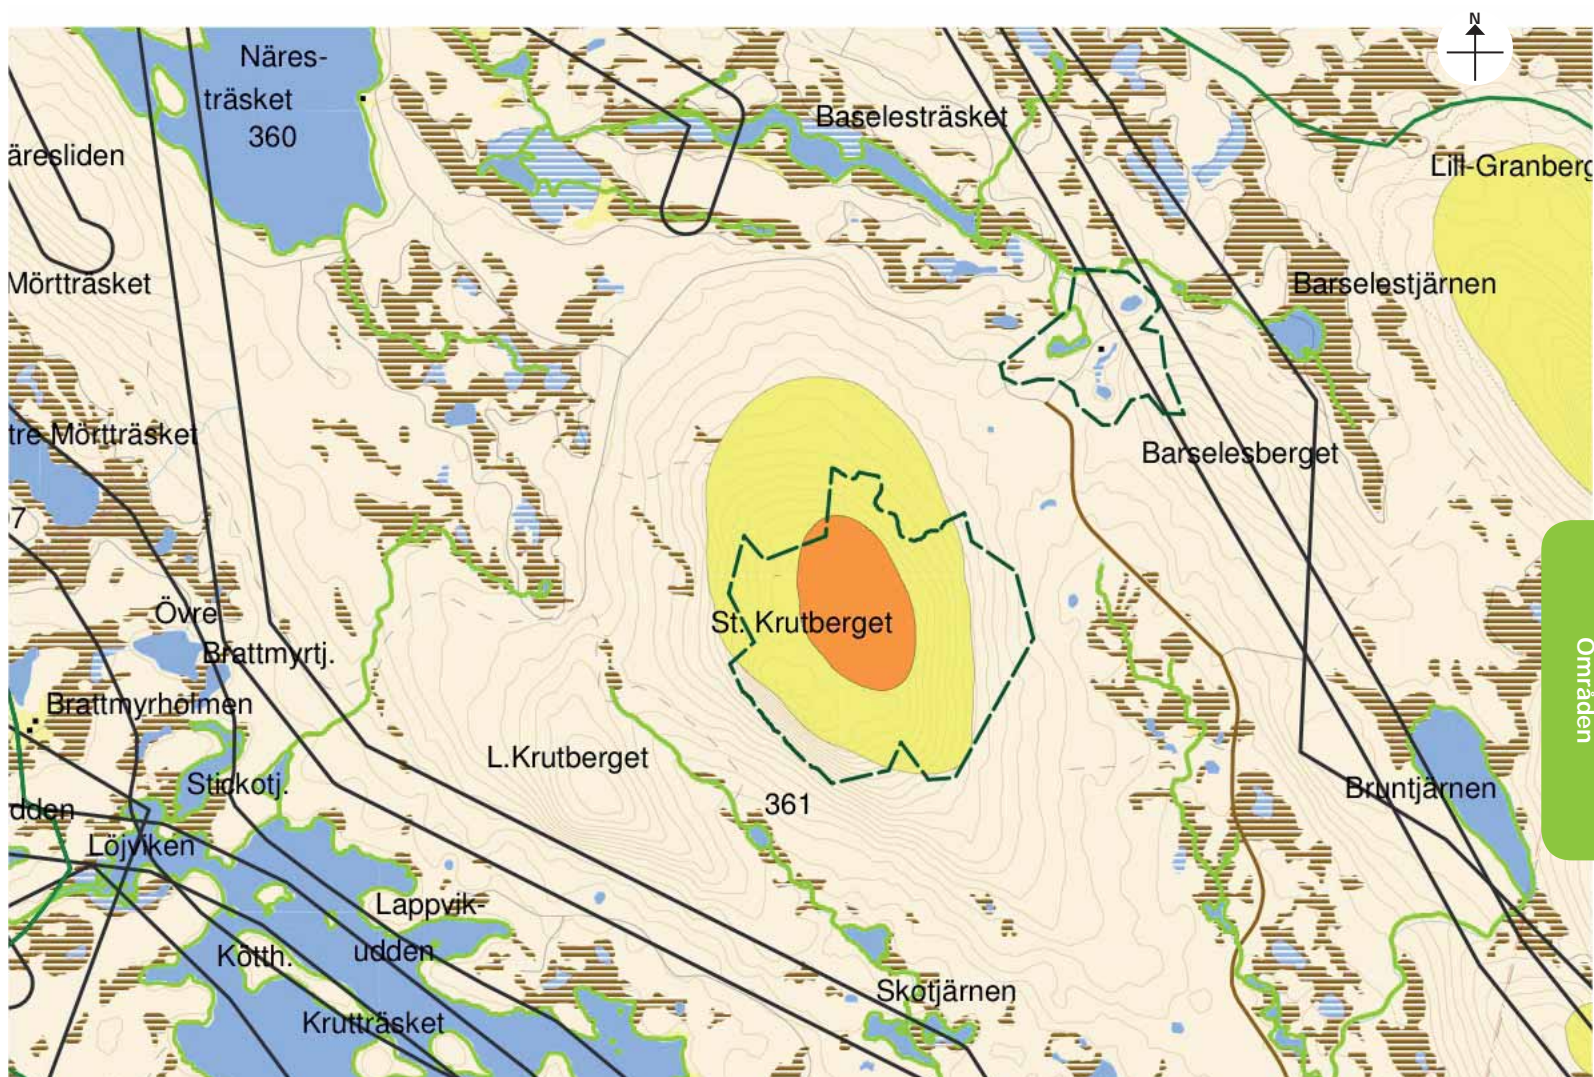 N
Näres-
träsket
360
Baselesträsket
äresliden
Lill-Granberg
Mörtträsket
Barselestjärnen
tre Mörtträsket
Barselesberget
7
Övre
Brattmyrtj.
St. Krutberget
Områden
Brattmyrholmen
L.Krutberget
Stickotj.
361
Bruntjärnen
dden
Löjviken
Lappvik-
udden
Kötth.
Skotjärnen
Krutträsket